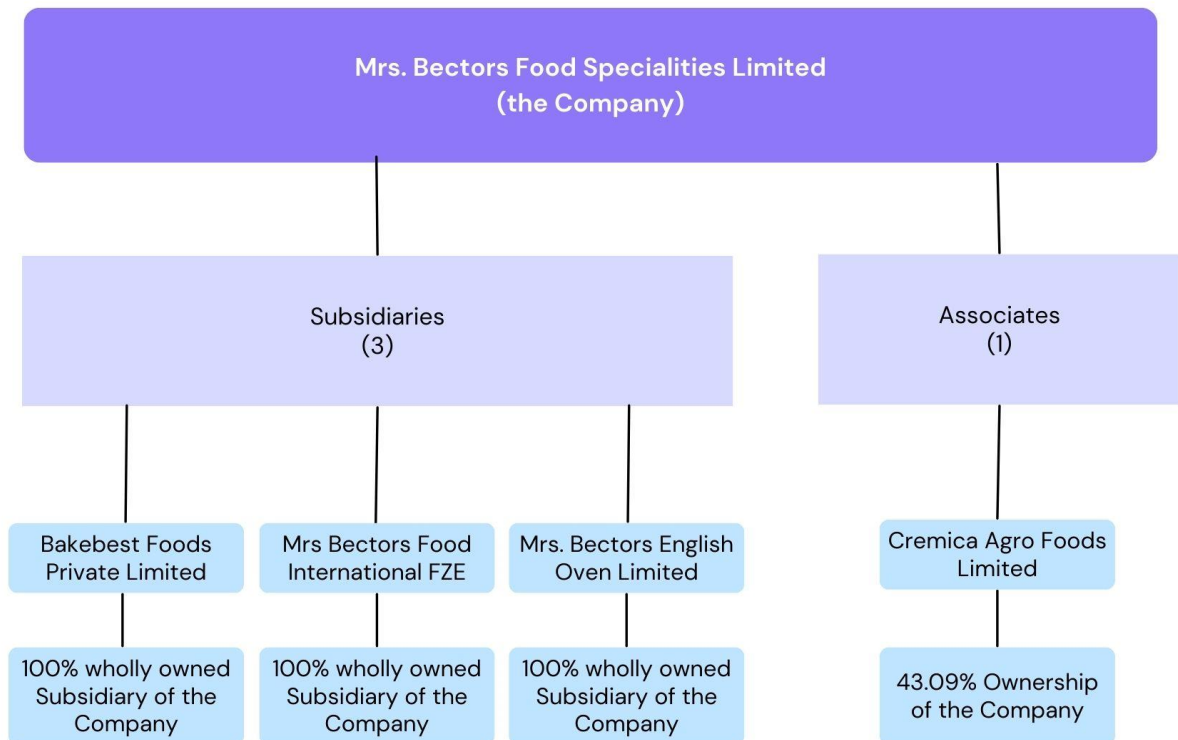 Mrs. Bectors Food Specialities Limited
(the Company)
Subsidiaries
(3)
Associates
(1)
Bakebest Foods
Private Limited
Mrs Bectors Food
International FZE
Mrs. Bectors English
Oven Limited
Cremica Agro Foods
Limited
100% wholly owned
Subsidiary of the
Company
100% wholly owned
Subsidiary of the
Company
100% wholly owned
Subsidiary of the
Company
43.09% Ownership
of the Company